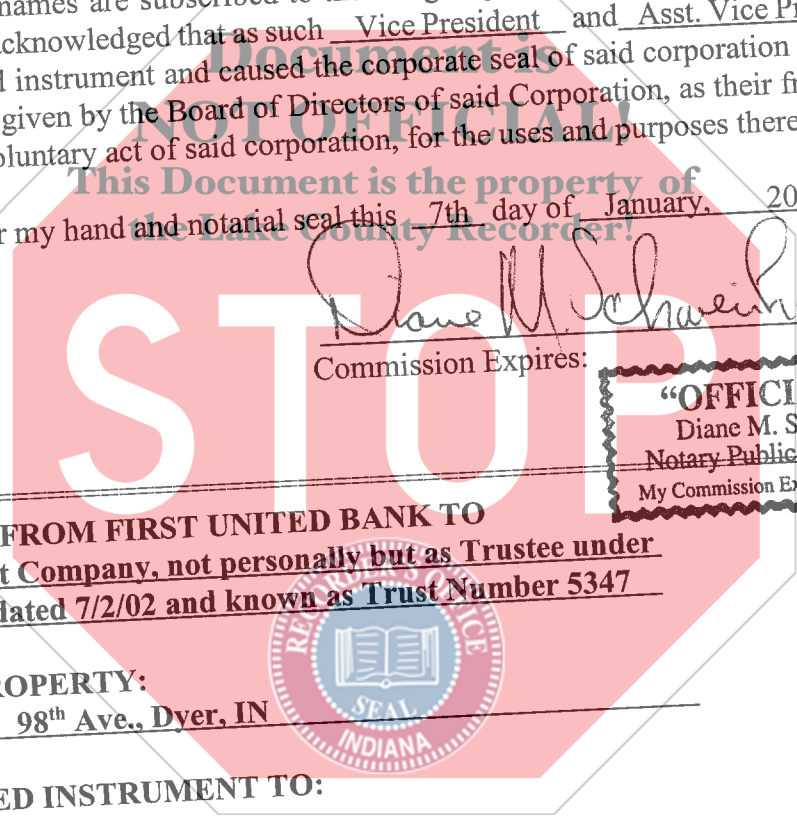 names are subscribed to
acknowledged that as such Vice President and Asst. Vice Pr
d instrument and caused the corporate seal of said corporation
given by the Board of Directors of said Corporation, as their fr
oluntary act of said corporation, for the uses and purposes there
r my hand and notarial seal this 7th day of January, 20
Document is
NOT OFFICIAL!
This Document is the property of
the Lake County Recorder!
STOP
Diane M.
Commission Expires:
"OFFICI
Diane M. S
Notary Public
My Commission Ex
FROM FIRST UNITED BANK TO
t Company, not personally but as Trustee under
dated 7/2/02 and known as Trust Number 5347
ROPERTY:
98th Ave., Dyer, IN
RECORDER'S OFFICE
SEAL
INDIANA
ED INSTRUMENT TO: